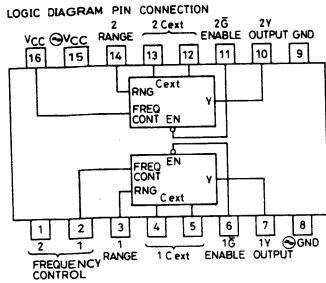 LOGIC DIAGRAM PIN CONNECTION
2 2 Cext 2G̅ 2Y
VCC VCC RANGE ENABLE OUTPUT GND
16 15 14 13 12 11 10 9
Cext
RNG
FREQ Y
CONT EN
EN
FREQ
CONT Y
RNG
Cext
1 2 3 4 5 6 7 8
2 1 1 1 Cext 1G̅ 1Y GND
FREQUENCY RANGE ENABLE OUTPUT
CONTROL